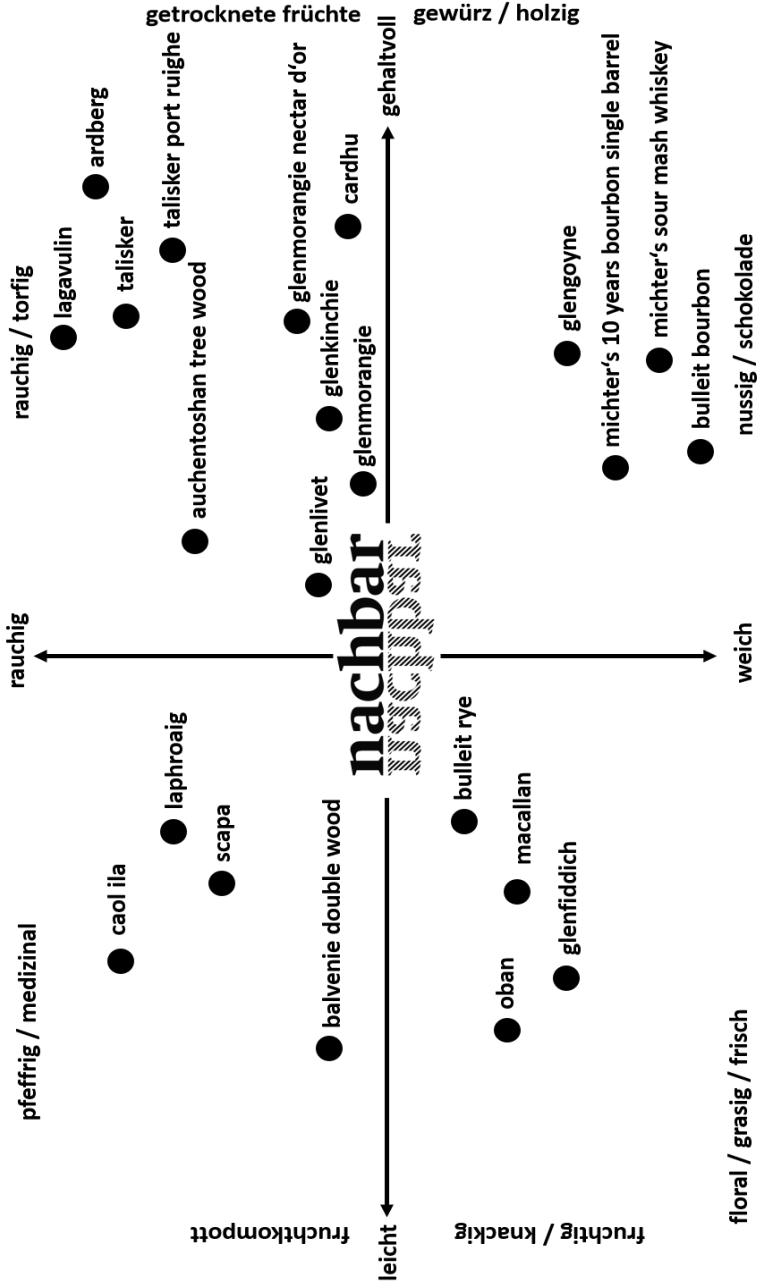 getrocknete früchte
gewürz / holzig
gehaltvoll
rauchig / torfig
lagavulin
ardberg
talisker
talisker port ruighe
auchentoshan tree wood
glenmorangie nectar d'or
cardhu
glenkinchie
glenmorangie
glenlivet
glengoyne
michter's 10 years bourbon single barrel
michter's sour mash whiskey
bulleit bourbon
nussig / schokolade
rauchig
nachbar
nachbar
weich
pfeffrig / medizinal
caol ila
laphroaig
scapa
balvenie double wood
bulleit rye
macallan
oban
glenfiddich
floral / grasig / frisch
fruchtkompott
leicht
fruchtig / knackig